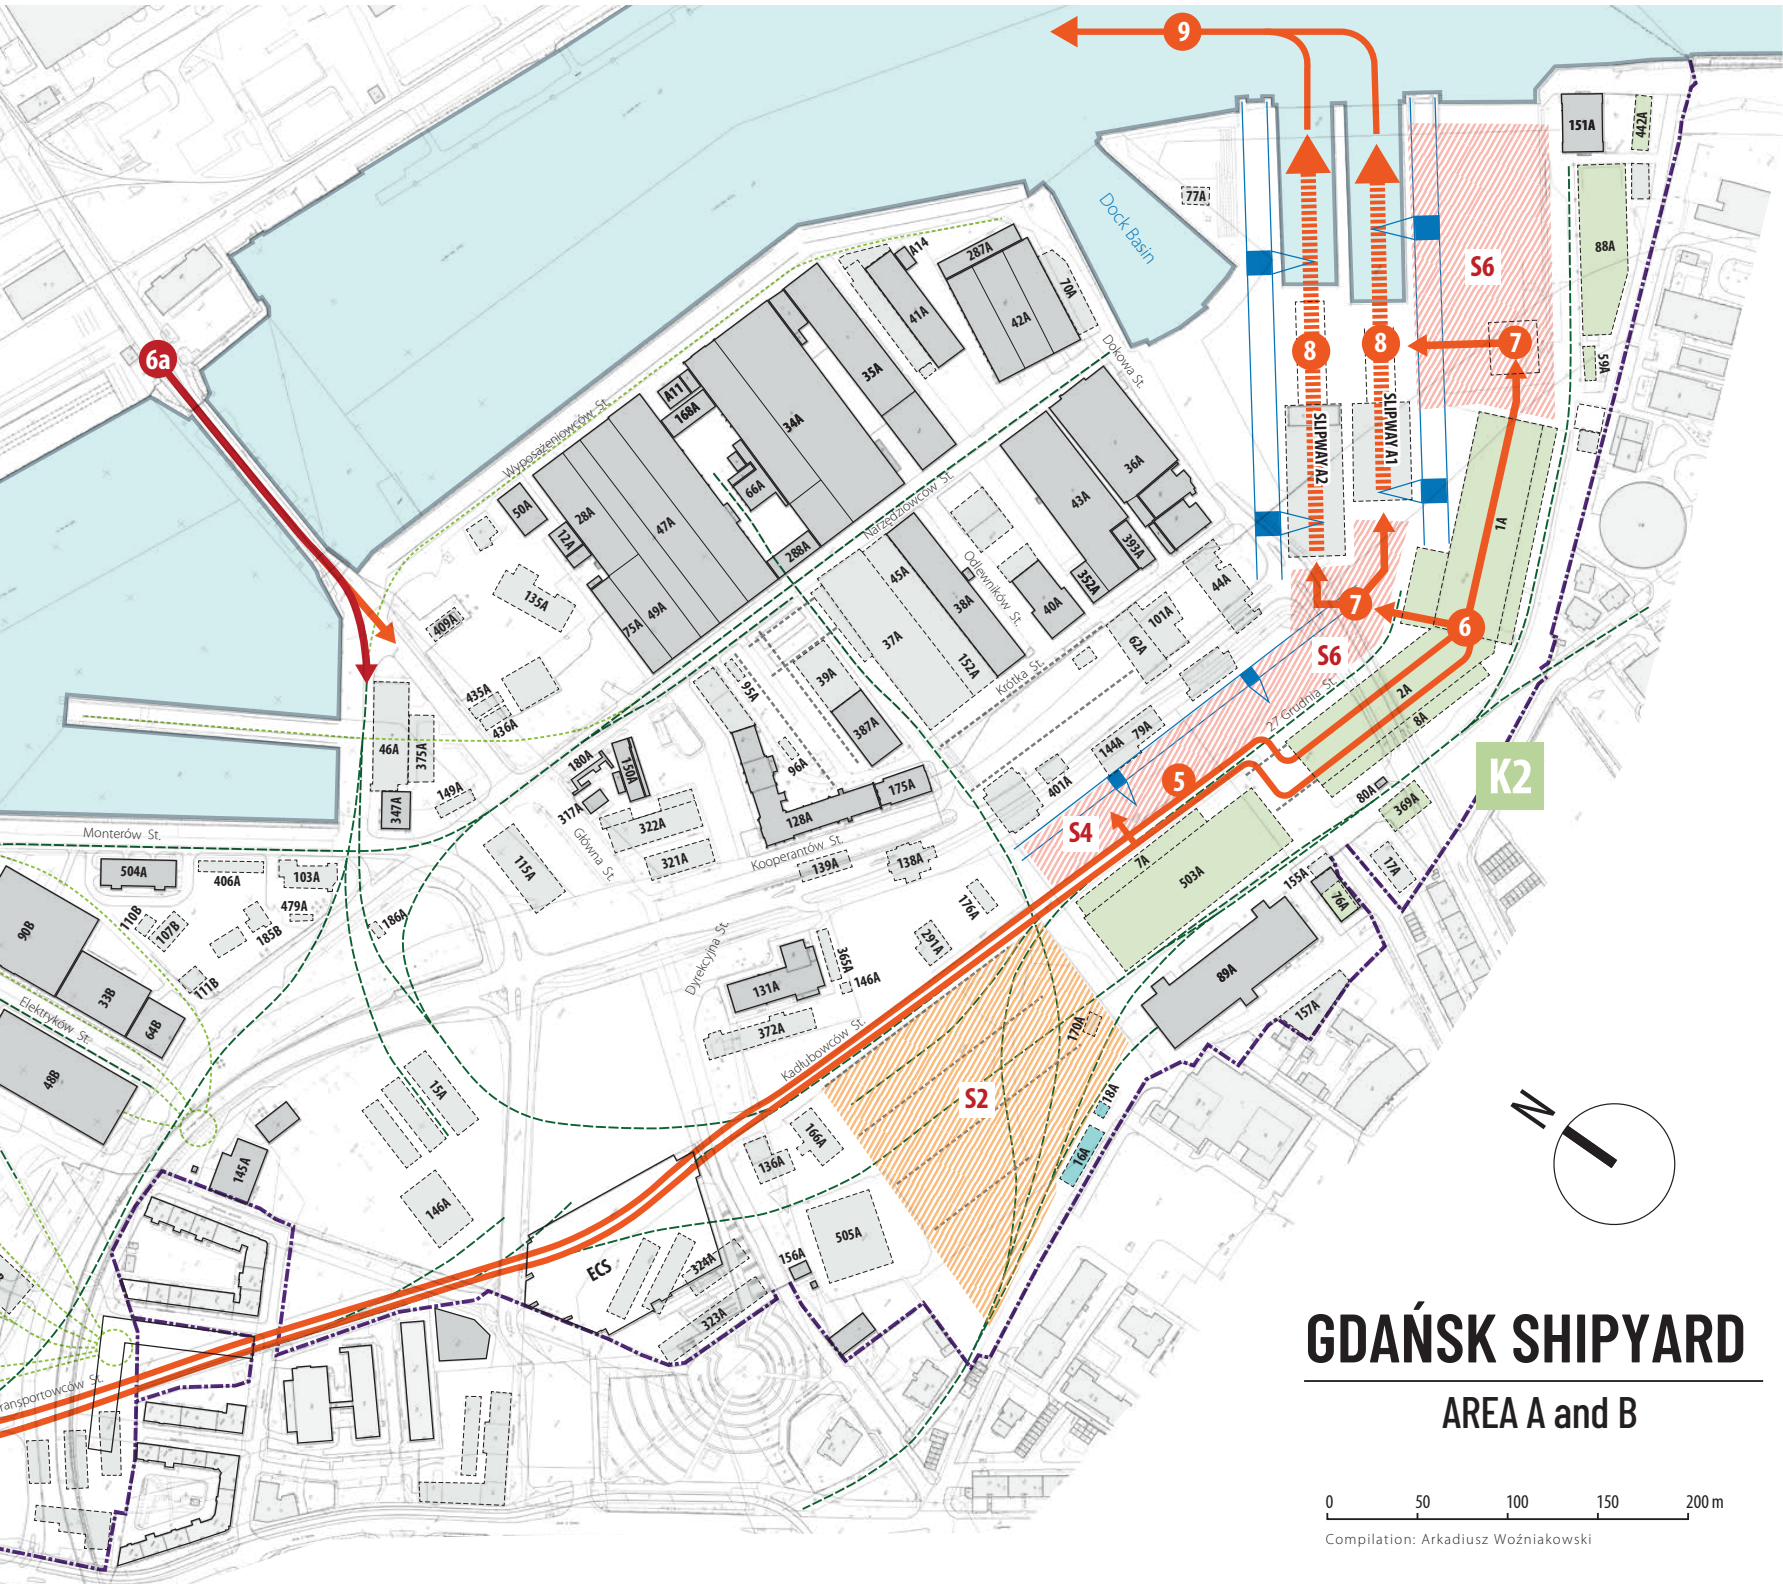 9
151A
442A
77A
Dock Basin
88A
A14
287A
S6
70A
41A
42A
6a
8
8
7
Dokowa St.
59A
35A
A11
168A
34A
SLIPWAY A2
SLIPWAY A1
Wyposażeniowców St.
36A
66A
50A
28A
47A
43A
Narzędziowców St.
1A
12A
393A
288A
45A
Odlewników St.
352A
44A
135A
38A
40A
7
49A
101A
409A
75A
37A
62A
6
S6
152A
39A
Krótka St.
95A
435A
2A
27 Grudnia St.
436A
387A
79A
8A
144A
46A
375A
180A
150A
96A
K2
5
401A
175A
149A
347A
317A
80A
369A
322A
128A
S4
Monterów St.
Główna St.
Kooperantów St.
7A
321A
139A
138A
17A
504A
406A
103A
115A
503A
155A
76A
479A
176A
110B
107B
186A
90B
185B
291A
Dyrekcyjna St.
365A
89A
111B
131A
146A
33B
157A
64B
Elektryków St.
372A
170A
Kadłubowców St.
48B
15A
S2
18A
N
166A
16A
145A
136A
146A
505A
ECS
324A
156A
323A
GDAŃSK SHIPYARD
AREA A and B
ransportowców St.
0 50 100 150 200 m
Compilation: Arkadiusz Woźniakowski